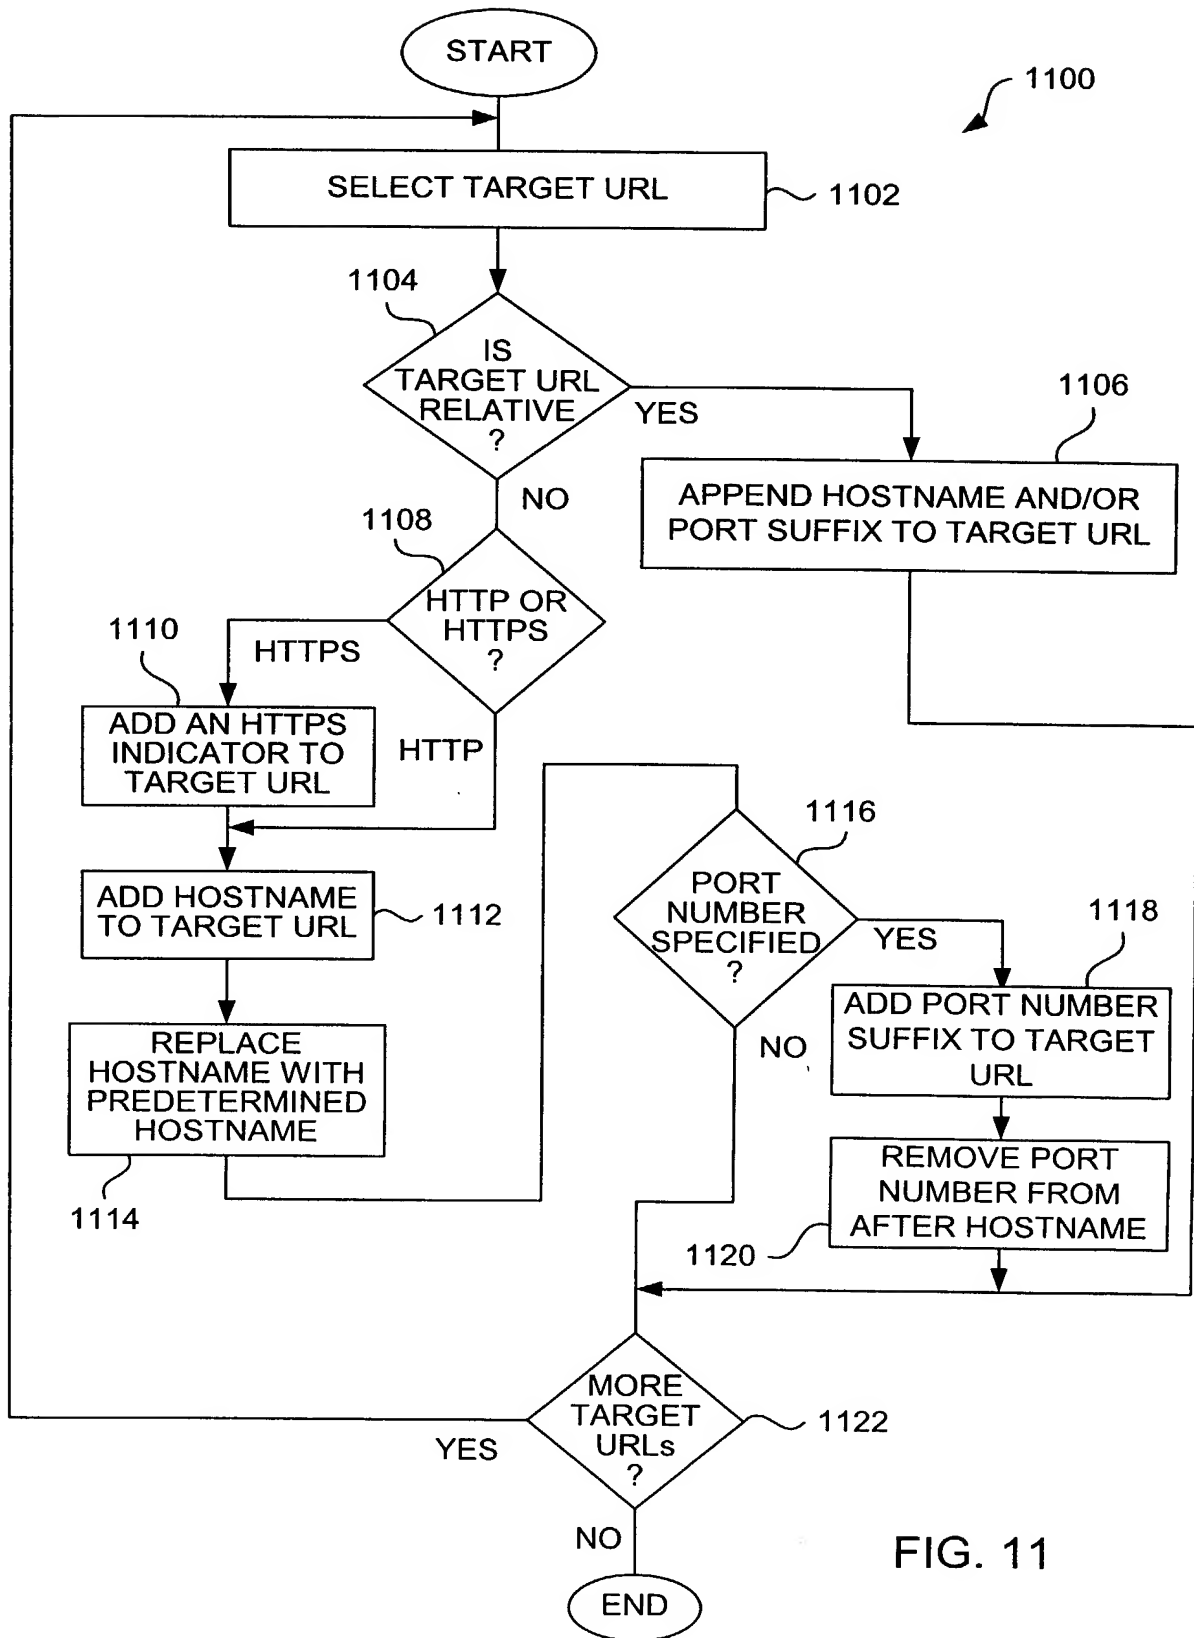 START
1100
SELECT TARGET URL
1102
1104
IS
TARGET URL
RELATIVE
?
YES
NO
1106
APPEND HOSTNAME AND/OR
PORT SUFFIX TO TARGET URL
1108
HTTP OR
HTTPS
?
HTTPS
HTTP
1110
ADD AN HTTPS
INDICATOR TO
TARGET URL
ADD HOSTNAME
TO TARGET URL
1112
REPLACE
HOSTNAME WITH
PREDETERMINED
HOSTNAME
1114
1116
PORT
NUMBER
SPECIFIED
?
YES
NO
1118
ADD PORT NUMBER
SUFFIX TO TARGET
URL
REMOVE PORT
NUMBER FROM
AFTER HOSTNAME
1120
MORE
TARGET
URLs
?
1122
YES
NO
END
FIG. 11